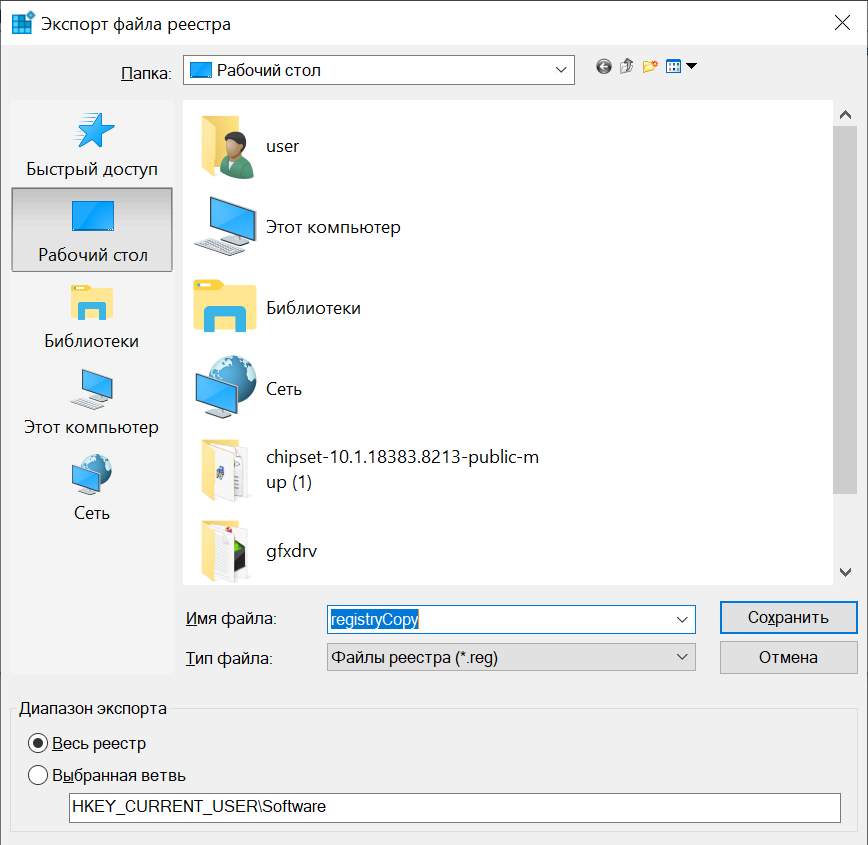 Экспорт файла реестра
Папка:
Рабочий стол
Быстрый доступ
Рабочий стол
Библиотеки
Этот компьютер
Сеть
user
Этот компьютер
Библиотеки
Сеть
chipset-10.1.18383.8213-public-m
up (1)
gfxdrv
Имя файла:
registryCopy
Сохранить
Тип файла:
Файлы реестра (*.reg)
Отмена
Диапазон экспорта
Весь реестр
Выбранная ветвь
HKEY_CURRENT_USER\Software